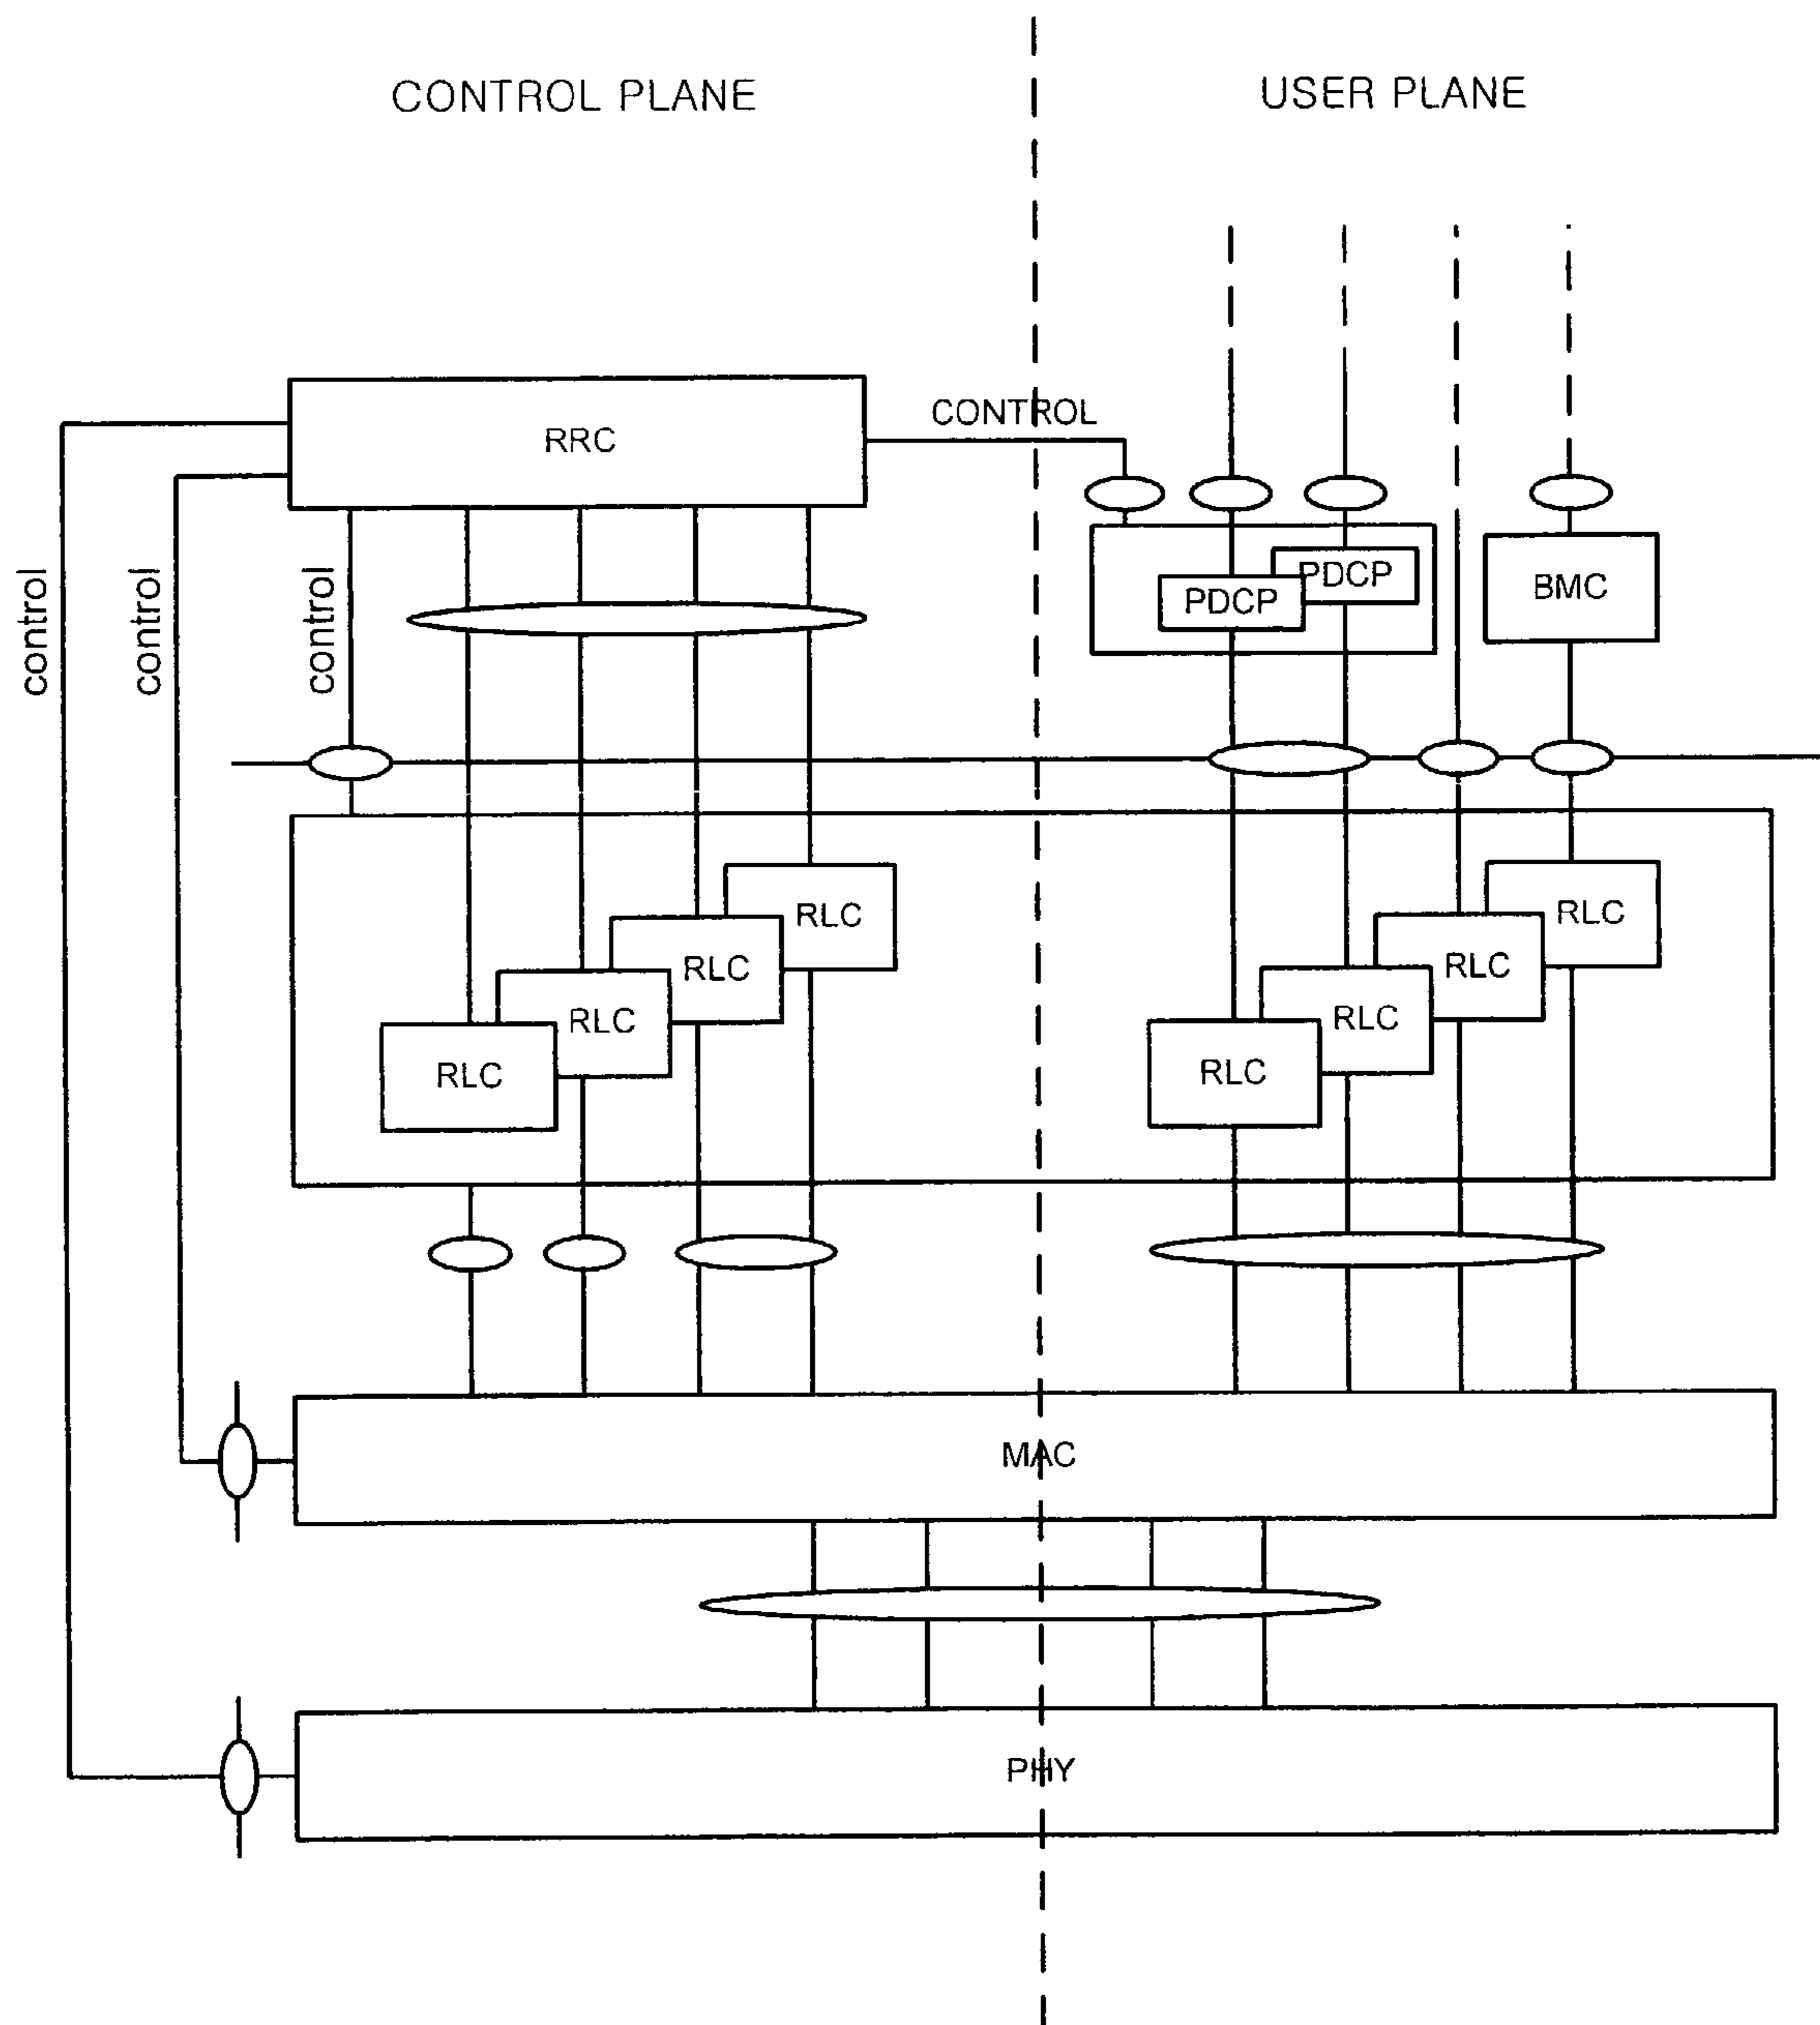 CONTROL PLANE
USER PLANE
RRC
CONTROL
control
control
control
PDCP
PDCP
BMC
RLC
RLC
RLC
RLC
RLC
RLC
RLC
RLC
MAC
PHY